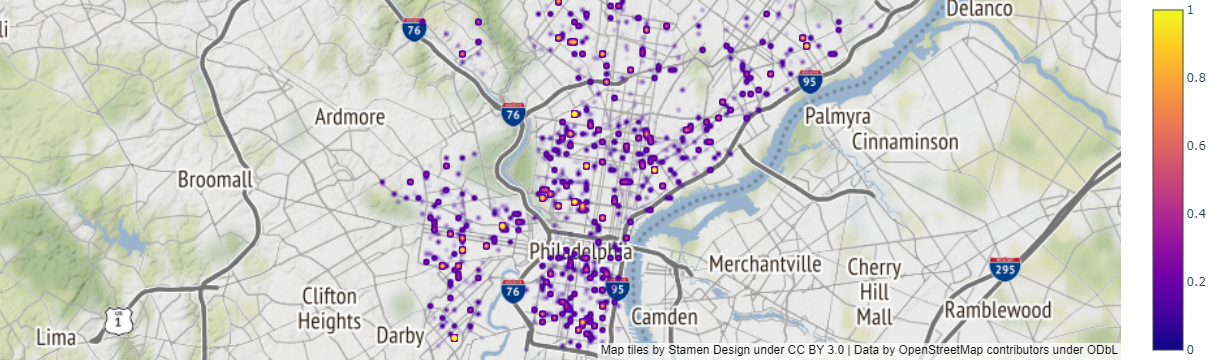 Delanco
1
li
76
0.8
95
76
Ardmore
Palmyra
Cinnaminson
0.6
Broomall
0.4
Philadelphia
Merchantville
Cherry
Hill
Mall
295
0.2
76
95
Clifton
Heights
Camden
Ramblewood
US
1
Lima
Darby
Map tiles by Stamen Design under CC BY 3.0 | Data by OpenStreetMap contributors under ODbL
0